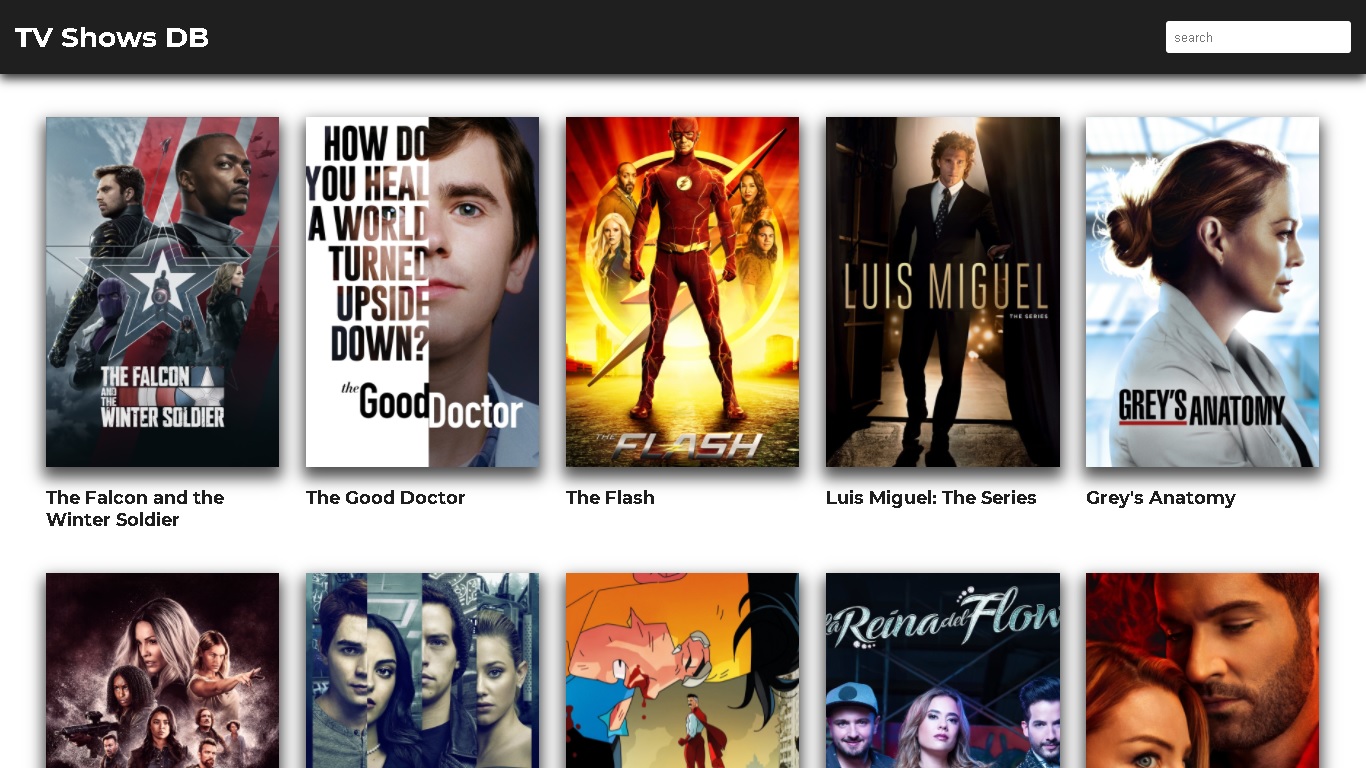 TV Shows DB
search
THE FALCON
AND THE
WINTER SOLDIER
HOW DO
YOU HEAL
A WORLD
TURNED
UPSIDE
DOWN?
the Good Doctor
THE FLASH
LUIS MIGUEL
THE SERIES
GREY'S ANATOMY
The Falcon and the
Winter Soldier
The Good Doctor
The Flash
Luis Miguel: The Series
Grey's Anatomy
la Reina del Flow